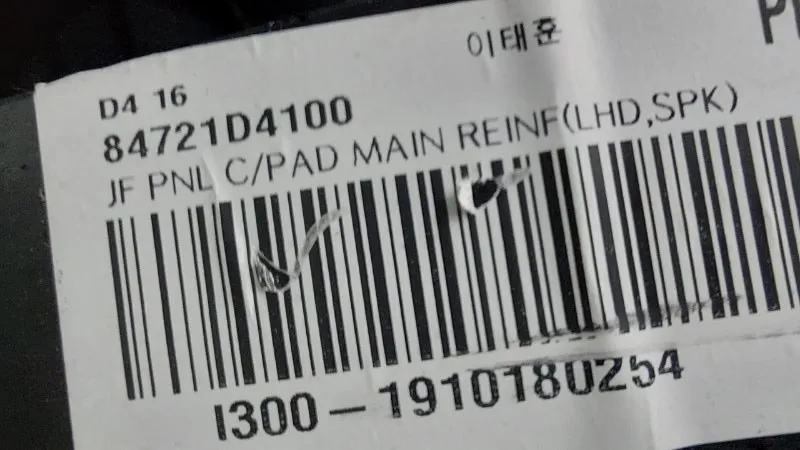 이태훈
D4 16
84721D4100
JF PNL C/PAD MAIN REINF(LHD,SPK)
I300-1910180254